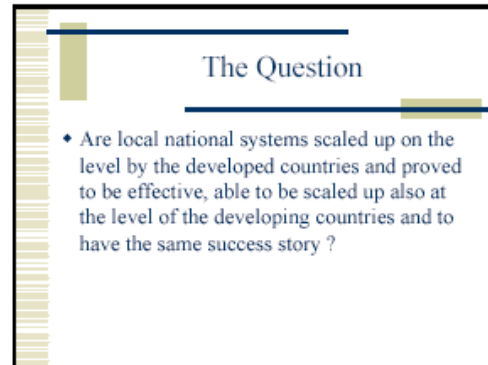 The Question
Are local national systems scaled up on the
level by the developed countries and proved
to be effective, able to be scaled up also at
the level of the developing countries and to
have the same success story ?